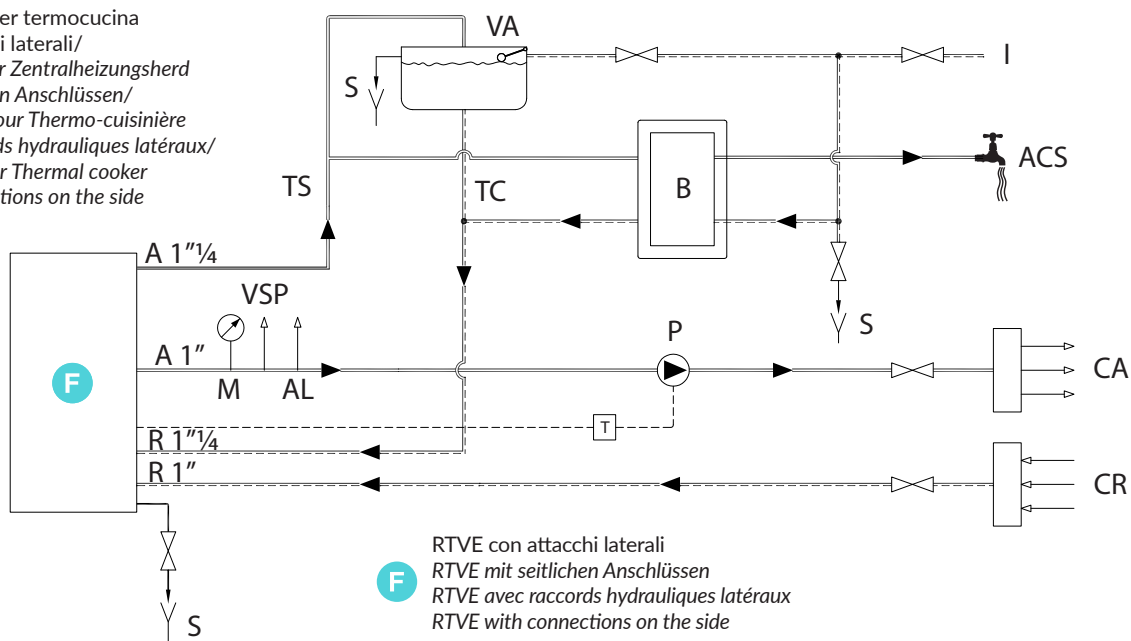 er termocucina
i laterali/
r Zentralheizungsherd
n Anschlüssen/
our Thermo-cuisinière
ds hydrauliques latéraux/
r Thermal cooker
tions on the side
VA
I
S
B
ACS
TS
TC
A 1”¼
VSP
S
P
A 1”
F
M
AL
CA
T
R 1”¼
R 1”
CR
S
F
RTVE con attacchi laterali
RTVE mit seitlichen Anschlüssen
RTVE avec raccords hydrauliques latéraux
RTVE with connections on the side